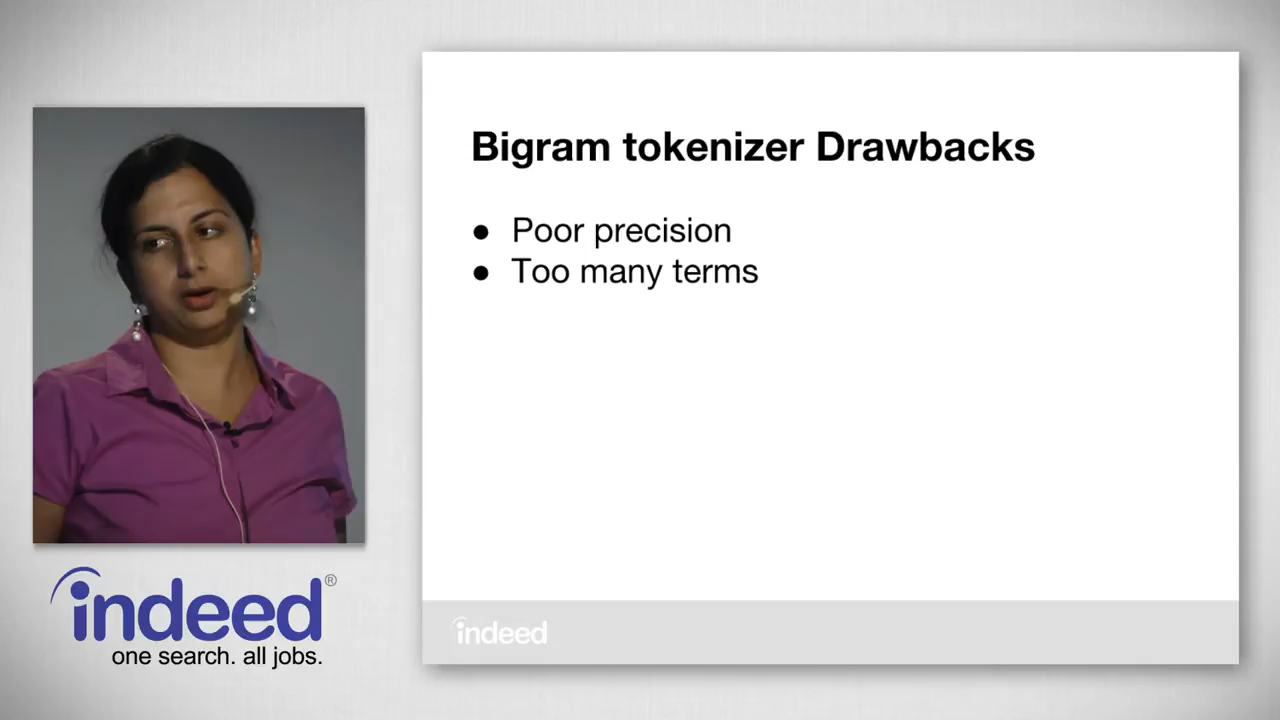 Bigram tokenizer Drawbacks
● Poor precision
● Too many terms
indeed®
one search. all jobs.
indeed